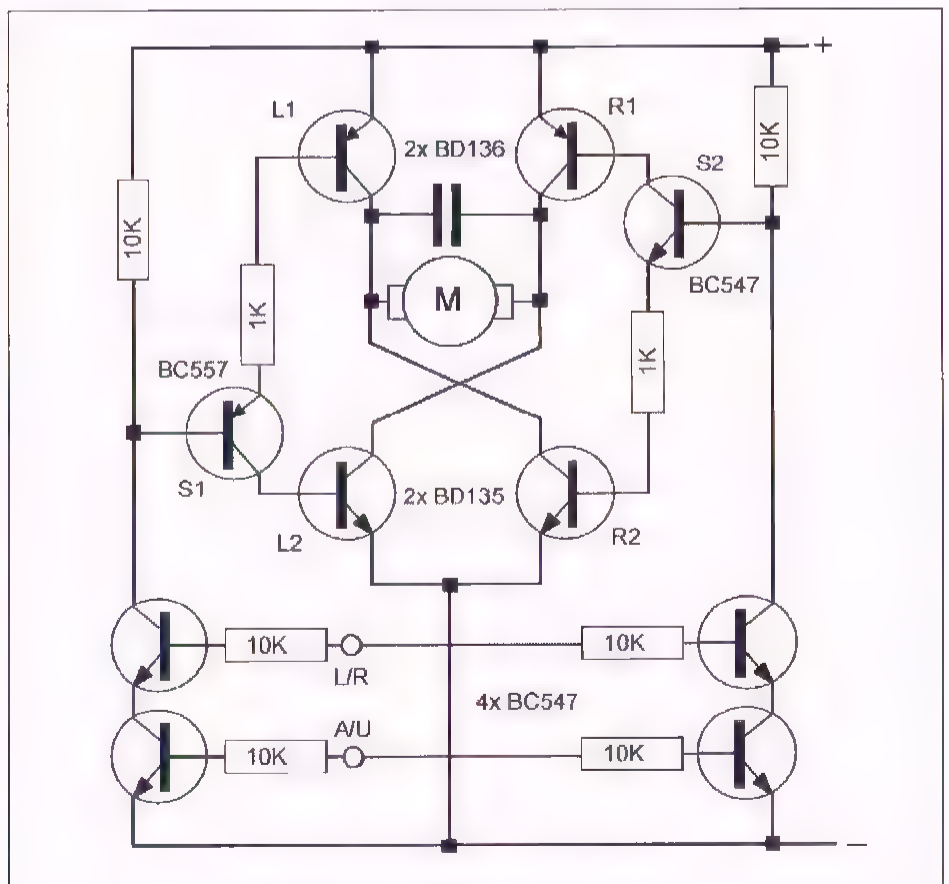 +
L1
R1
2x BD136
10K
S2
10K
BC547
M
1K
1K
BC557
S1
2x BD135
L2
R2
10K
10K
L/R
4x BC547
A/U
10K
10K
−